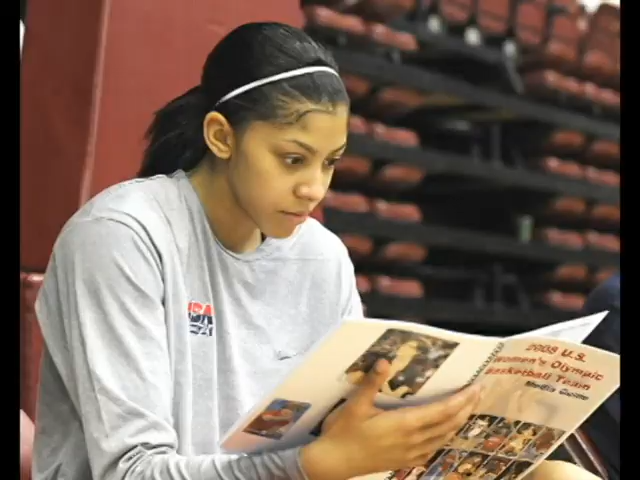 USA
2008 U.S.
Women's Olympic
Basketball Team
Media Guide